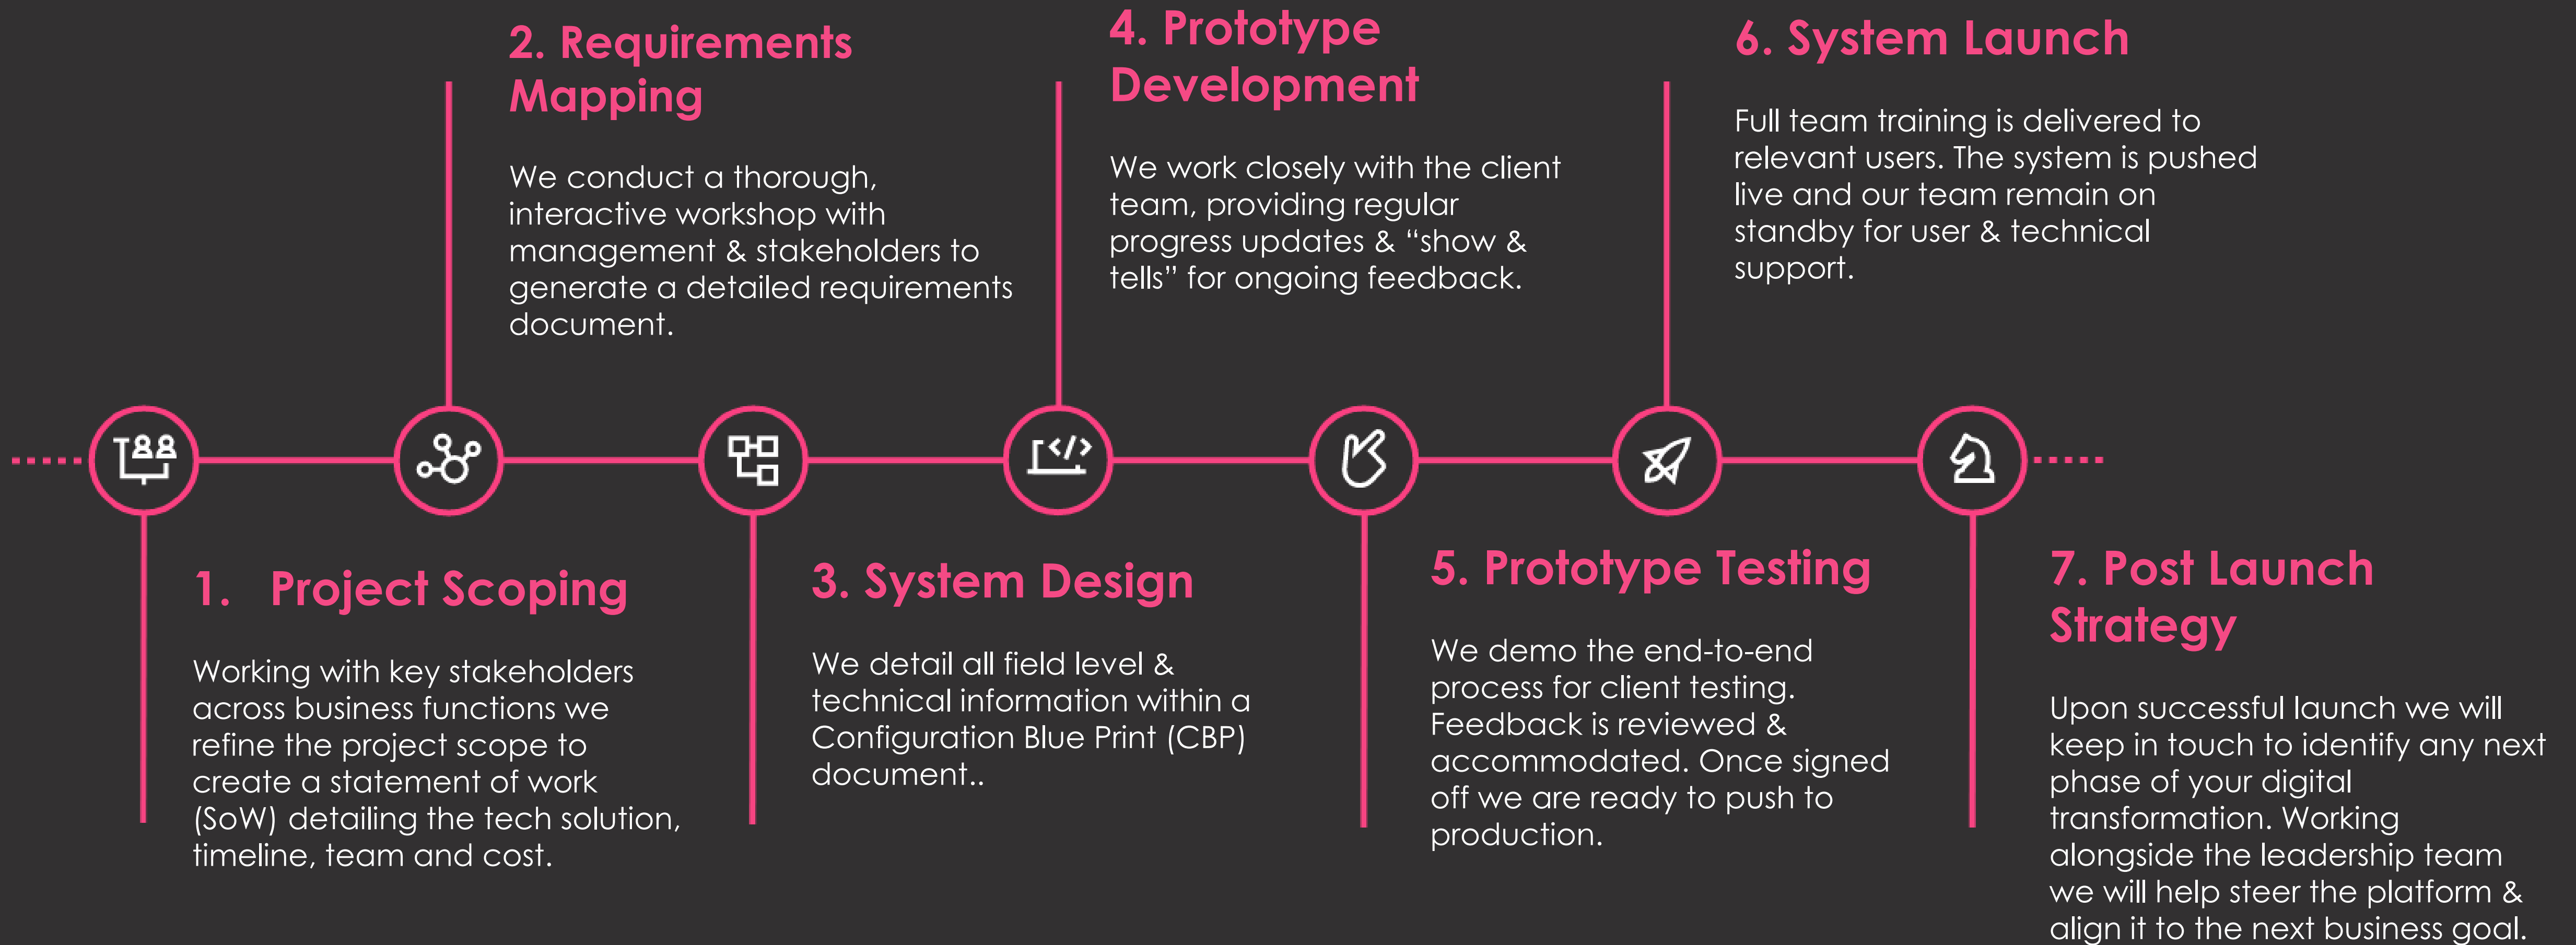 1. Project Scoping
Working with key stakeholders
across business functions we
refine the project scope to
create a statement of work
(SoW) detailing the tech solution,
timeline, team and cost.
2. Requirements
Mapping
We conduct a thorough,
interactive workshop with
management & stakeholders to
generate a detailed requirements
document.
3. System Design
We detail all field level &
technical information within a
Configuration Blue Print (CBP)
document..
4. Prototype
Development
We work closely with the client
team, providing regular
progress updates & “show &
tells” for ongoing feedback.
5. Prototype Testing
We demo the end-to-end
process for client testing.
Feedback is reviewed &
accommodated. Once signed
off we are ready to push to
production.
6. System Launch
Full team training is delivered to
relevant users. The system is pushed
live and our team remain on
standby for user & technical
support.
7. Post Launch
Strategy
Upon successful launch we will
keep in touch to identify any next
phase of your digital
transformation. Working
alongside the leadership team
we will help steer the platform &
align it to the next business goal.